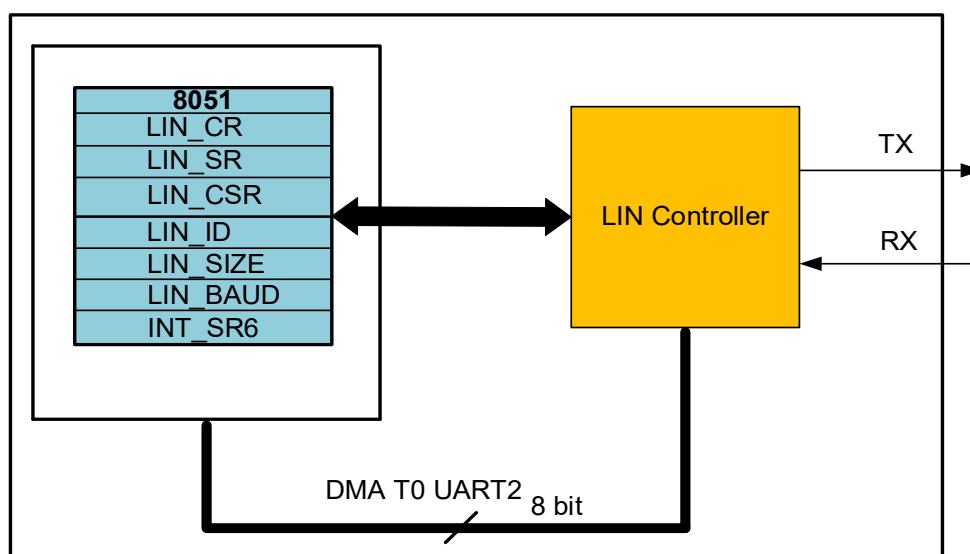 8051
LIN_CR
LIN_SR
LIN_CSR
LIN_ID
LIN_SIZE
LIN_BAUD
INT_SR6
LIN Controller
TX
RX
DMA T0 UART2
8 bit